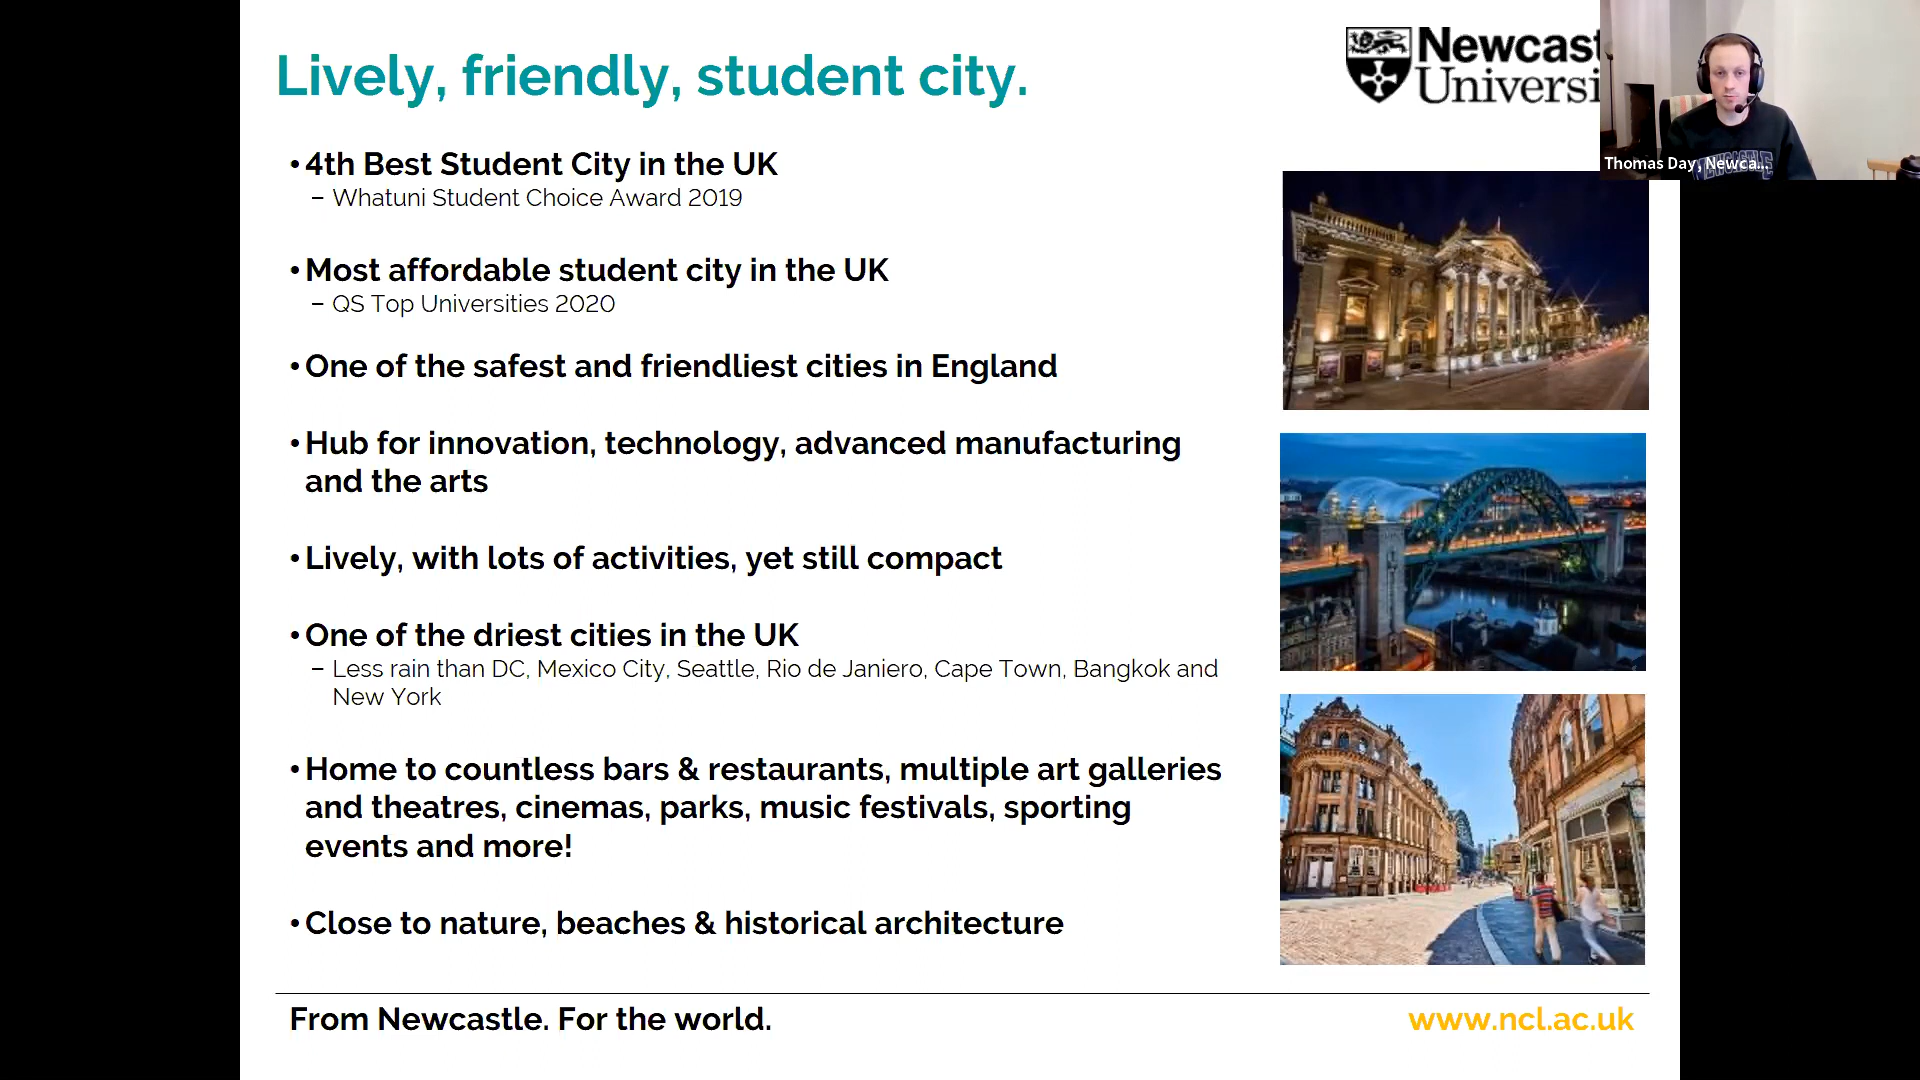 Lively, friendly, student city.
Newcast
Universi
Thomas Day, Newca...
NEWCASTLE
• 4th Best Student City in the UK
– Whatuni Student Choice Award 2019
• Most affordable student city in the UK
– QS Top Universities 2020
• One of the safest and friendliest cities in England
• Hub for innovation, technology, advanced manufacturing
and the arts
• Lively, with lots of activities, yet still compact
• One of the driest cities in the UK
– Less rain than DC, Mexico City, Seattle, Rio de Janiero, Cape Town, Bangkok and
New York
• Home to countless bars & restaurants, multiple art galleries
and theatres, cinemas, parks, music festivals, sporting
events and more!
• Close to nature, beaches & historical architecture
From Newcastle. For the world.
www.ncl.ac.uk